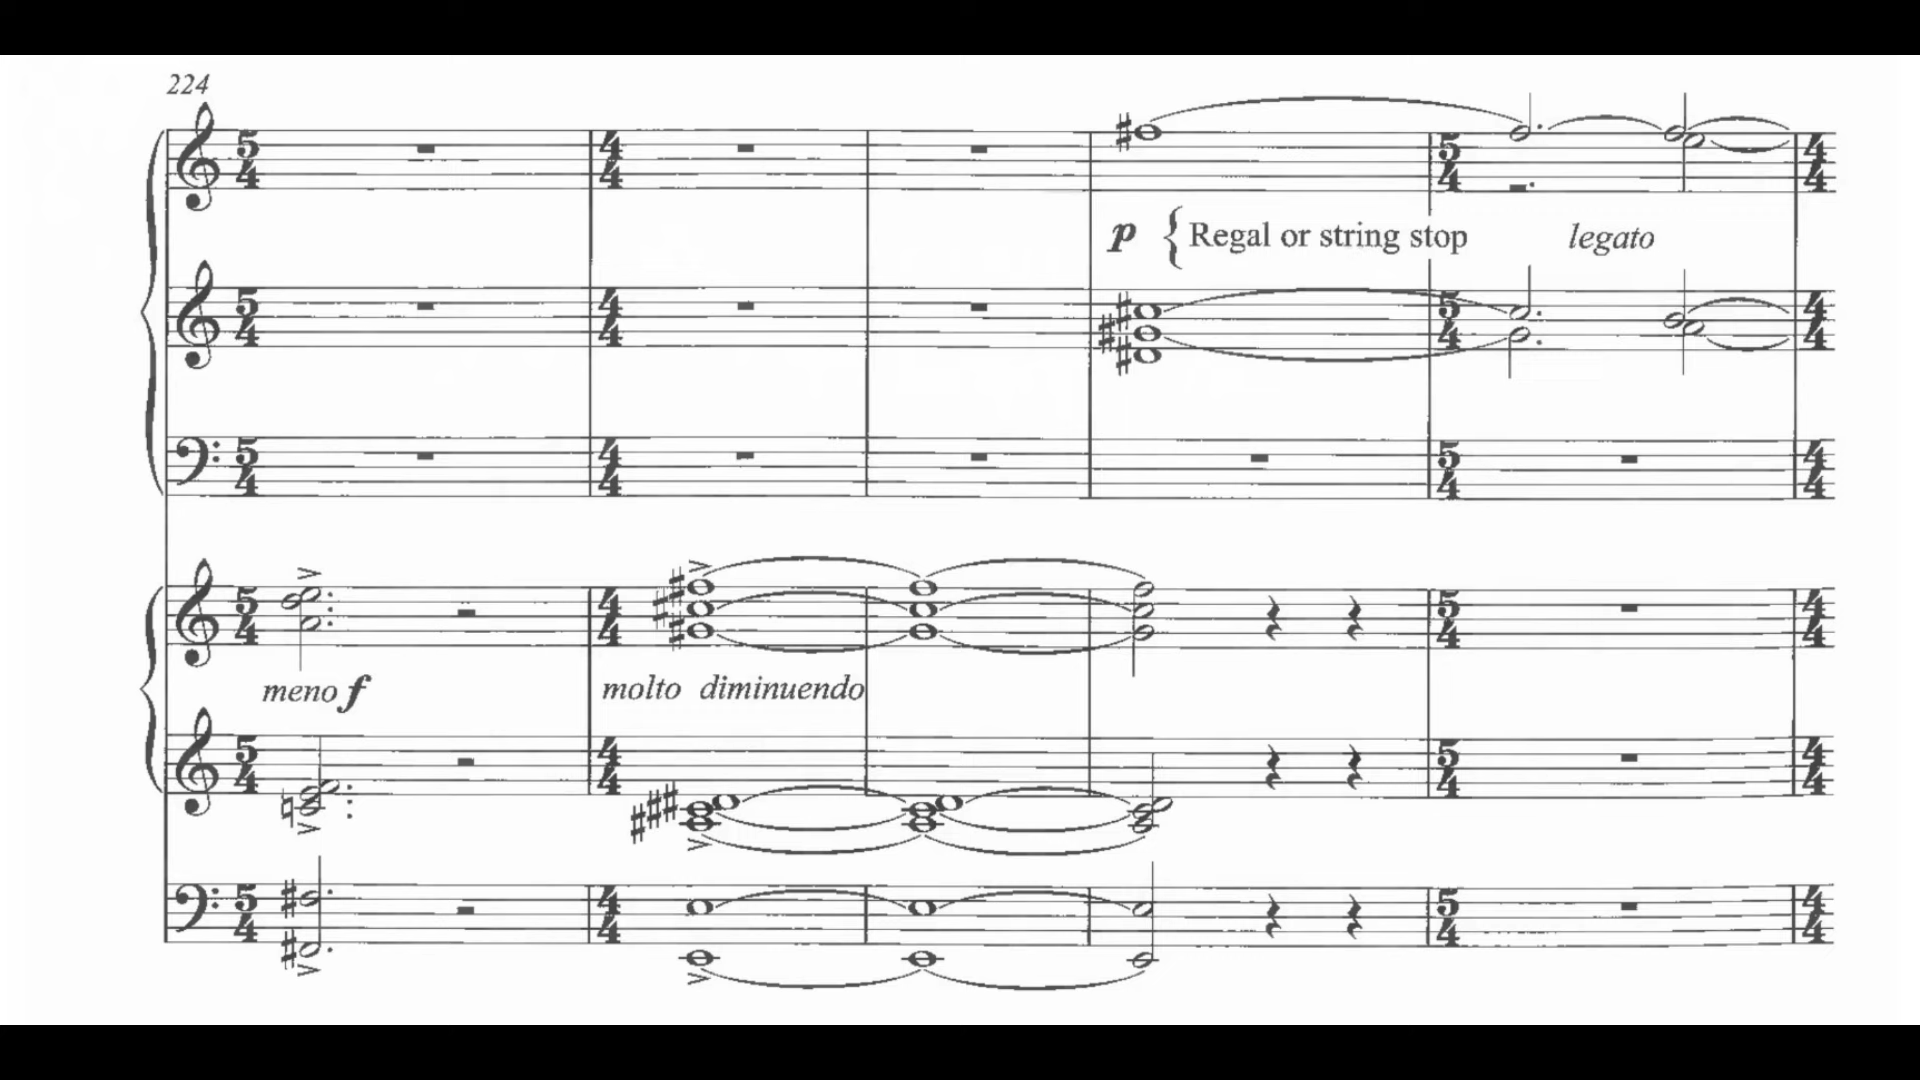 224
p { Regal or string stop legato
meno f
molto diminuendo